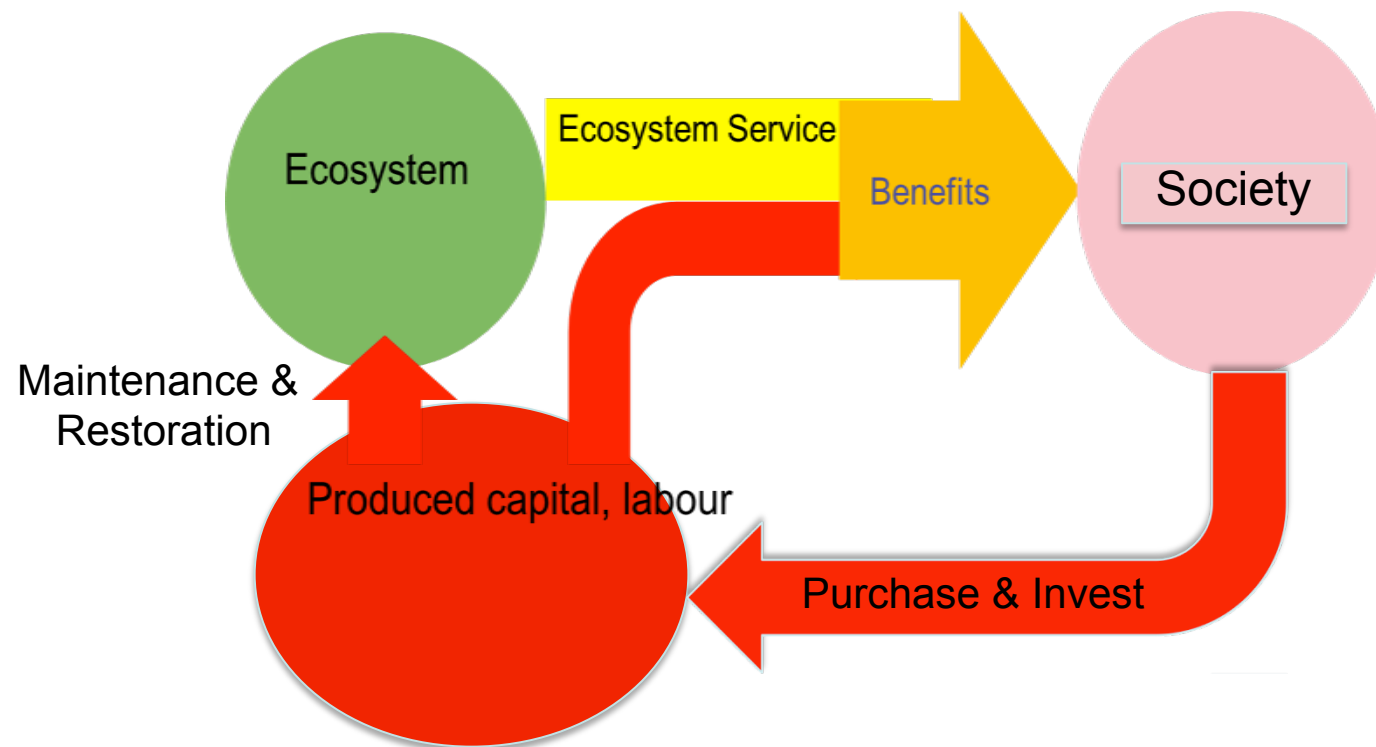 Ecosystem
Ecosystem Service
Benefits
Society
Maintenance &
Restoration
Produced capital, labour
Purchase & Invest